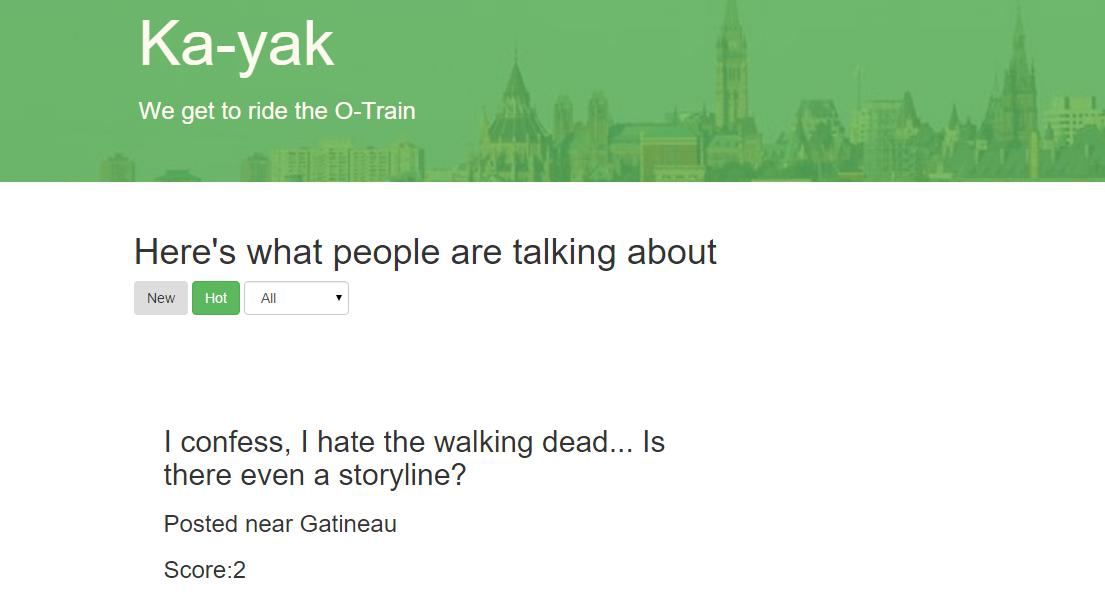 Ka-yak
We get to ride the O-Train
Here's what people are talking about
New Hot All
I confess, I hate the walking dead... Is
there even a storyline?
Posted near Gatineau
Score:2